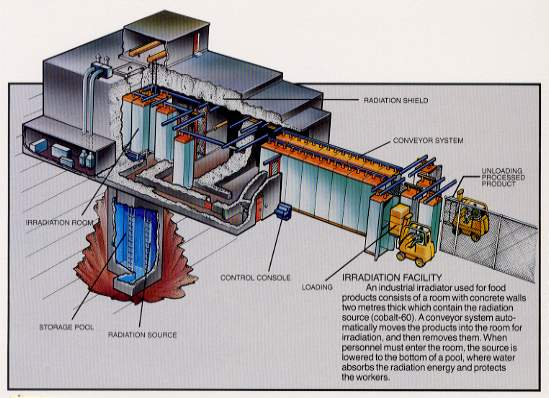 RADIATION SHIELD
CONVEYOR SYSTEM
UNLOADING
PROCESSED
PRODUCT
IRRADIATION ROOM
CONTROL CONSOLE
LOADING
STORAGE POOL
RADIATION SOURCE
IRRADIATION FACILITY
An industrial irradiator used for food
products consists of a room with concrete walls
two metres thick which contain the radiation
source (cobalt-60). A conveyor system auto-
matically moves the products into the room for
irradiation, and then removes them. When
personnel must enter the room, the source is
lowered to the bottom of a pool, where water
absorbs the radiation energy and protects
the workers.